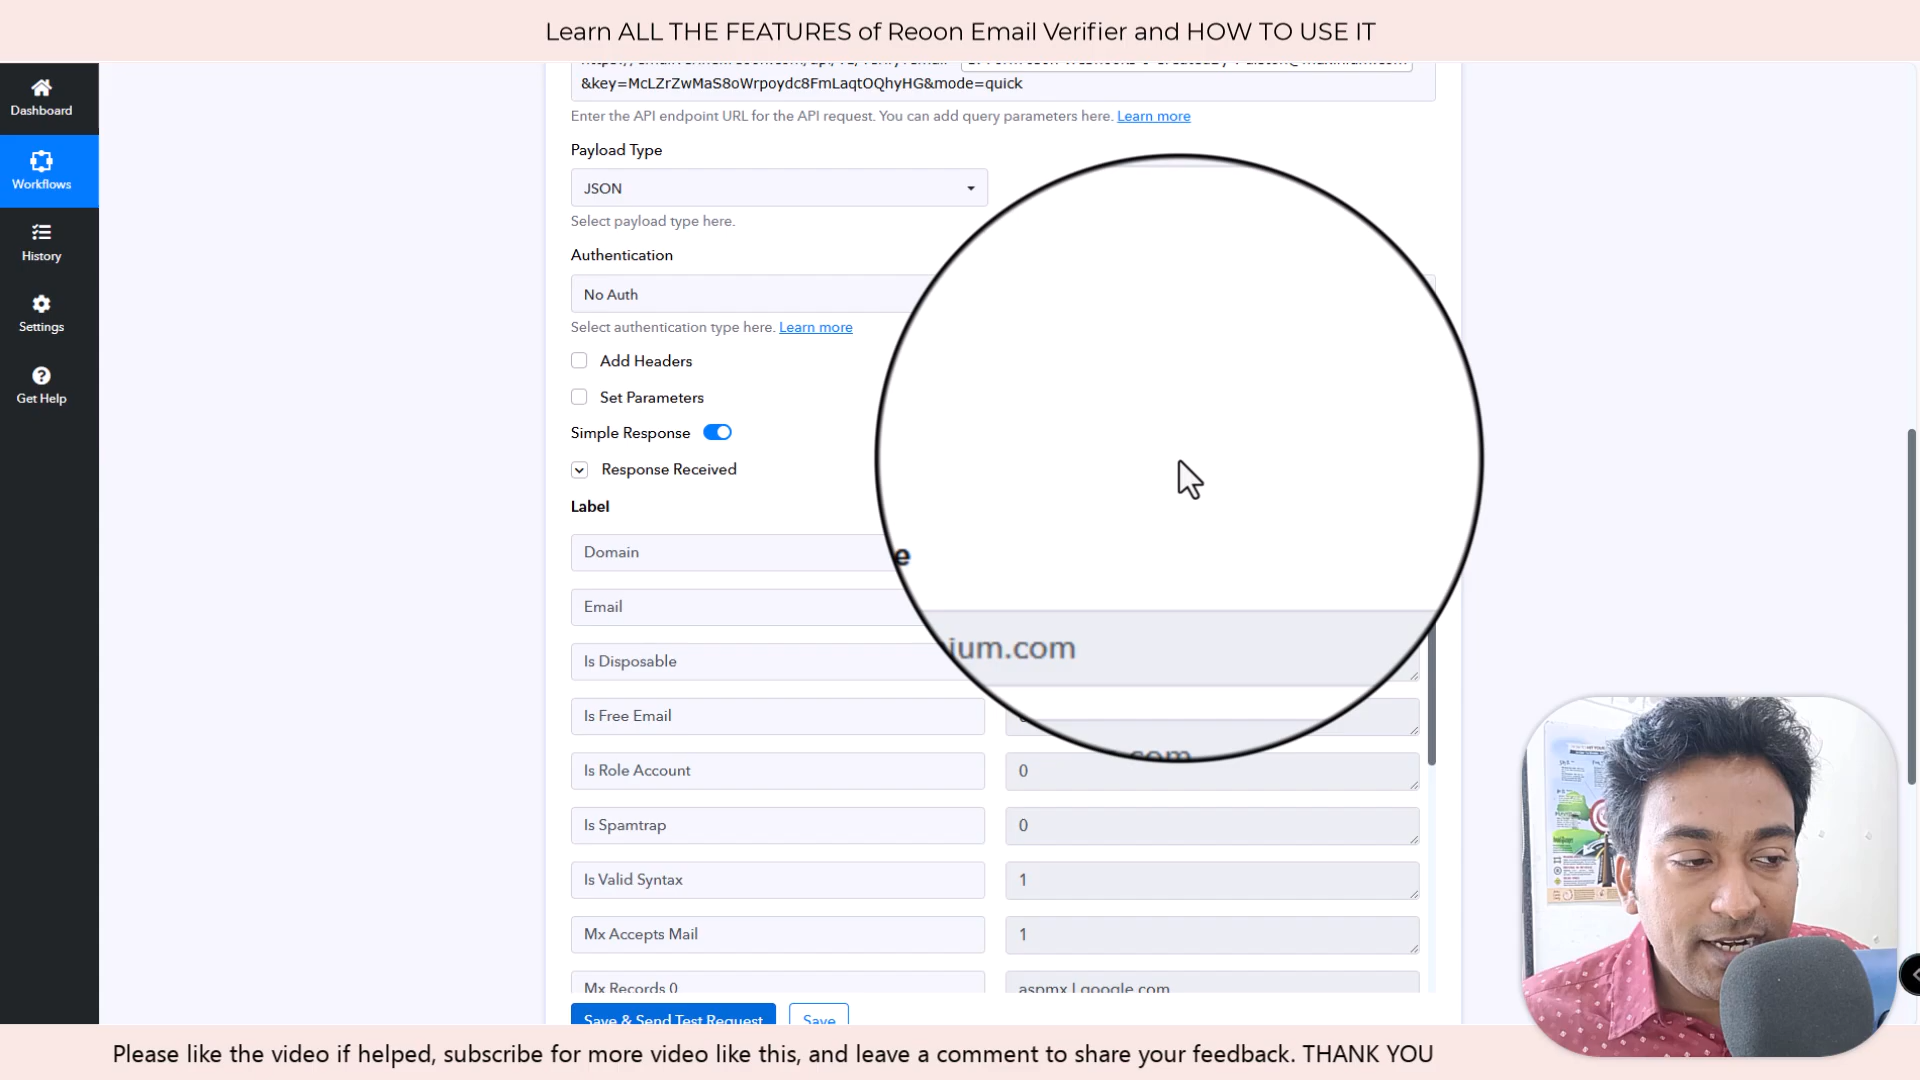 Learn ALL THE FEATURES of Reoon Email Verifier and HOW TO USE IT
&key=McLZrZwMaS8oWrpoydc8FmLaqtOQhyHG&mode=quick
Enter the API endpoint URL for the API request. You can add query parameters here. Learn more
Dashboard
Workflows
History
Settings
Get Help
Payload Type
JSON
Select payload type here.
Authentication
No Auth
Select authentication type here. Learn more
Add Headers
Set Parameters
Simple Response
Response Received
Label
Domain
ium.com
Email
Is Disposable
Is Free Email
.com
Is Role Account 0
Is Spamtrap 0
Is Valid Syntax 1
Mx Accepts Mail 1
Mx Records 0 aspmx.l.google.com
Save & Send Test Request Save
Please like the video if helped, subscribe for more video like this, and leave a comment to share your feedback. THANK YOU